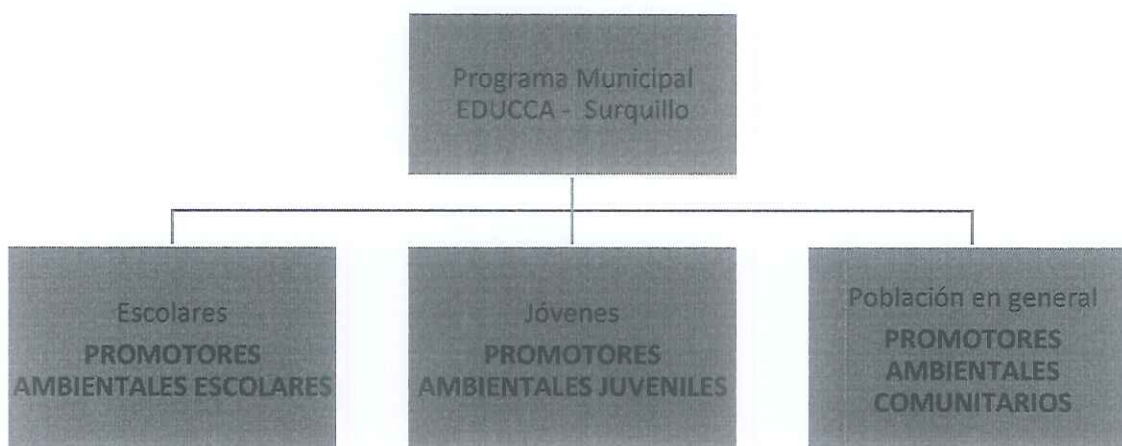 Programa Municipal
EDUCCA - Surquillo
Escolares
PROMOTORES
AMBIENTALES ESCOLARES
Jóvenes
PROMOTORES
AMBIENTALES JUVENILES
Población en general
PROMOTORES
AMBIENTALES
COMUNITARIOS